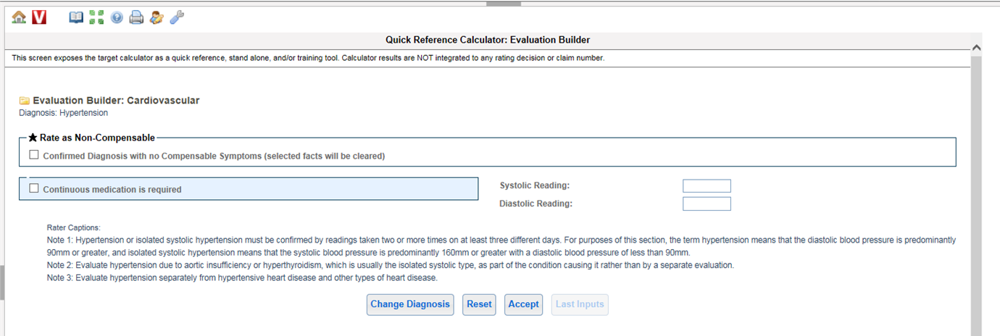 V
Quick Reference Calculator: Evaluation Builder
This screen exposes the target calculator as a quick reference, stand alone, and/or training tool. Calculator results are NOT integrated to any rating decision or claim number.
Evaluation Builder: Cardiovascular
Diagnosis: Hypertension
Rate as Non-Compensable
Confirmed Diagnosis with no Compensable Symptoms (selected facts will be cleared)
Continuous medication is required
Systolic Reading:
Diastolic Reading:
Rater Captions:
Note 1: Hypertension or isolated systolic hypertension must be confirmed by readings taken two or more times on at least three different days. For purposes of this section, the term hypertension means that the diastolic blood pressure is predominantly
90mm or greater, and isolated systolic hypertension means that the systolic blood pressure is predominantly 160mm or greater with a diastolic blood pressure of less than 90mm.
Note 2: Evaluate hypertension due to aortic insufficiency or hyperthyroidism, which is usually the isolated systolic type, as part of the condition causing it rather than by a separate evaluation.
Note 3: Evaluate hypertension separately from hypertensive heart disease and other types of heart disease.
Change Diagnosis Reset Accept Last Inputs